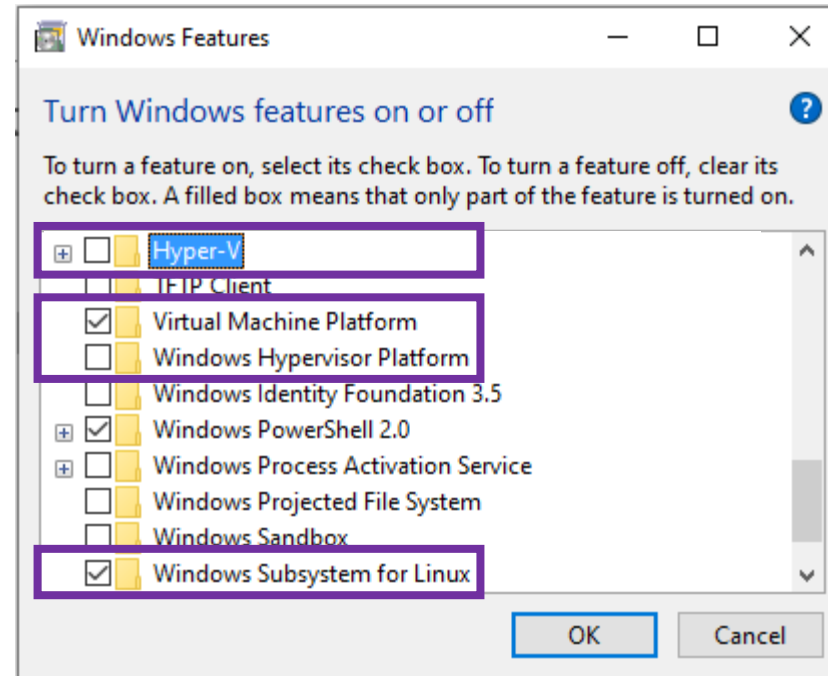 Windows Features
Turn Windows features on or off
To turn a feature on, select its check box. To turn a feature off, clear its
check box. A filled box means that only part of the feature is turned on.
Hyper-V
TFTP Client
Virtual Machine Platform
Windows Hypervisor Platform
Windows Identity Foundation 3.5
Windows PowerShell 2.0
Windows Process Activation Service
Windows Projected File System
Windows Sandbox
Windows Subsystem for Linux
OK Cancel